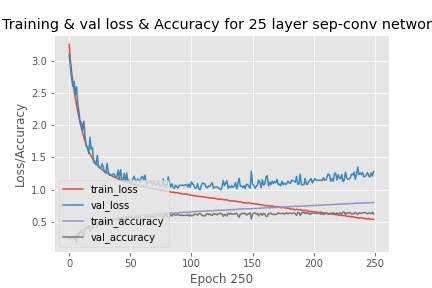 Training & val loss & Accuracy for 25 layer sep-conv networ
3.0
2.5
2.0
1.5
1.0
0.5
Loss/Accuracy
train_loss
val_loss
train_accuracy
val_accuracy
0 50 100 150 200 250
Epoch 250